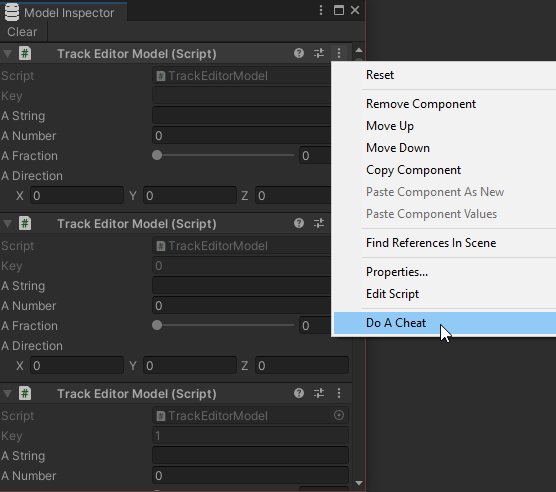 Model Inspector
Clear
Track Editor Model (Script)
Script TrackEditorModel
Key
A String
A Number 0
A Fraction 0
A Direction
X 0 Y 0 Z 0
Track Editor Model (Script)
Script TrackEditorModel
Key 0
A String
A Number 0
A Fraction 0
A Direction
X 0 Y 0 Z 0
Track Editor Model (Script)
Script TrackEditorModel
Key 1
A String
A Number 0
Reset
Remove Component
Move Up
Move Down
Copy Component
Paste Component As New
Paste Component Values
Find References In Scene
Properties...
Edit Script
Do A Cheat